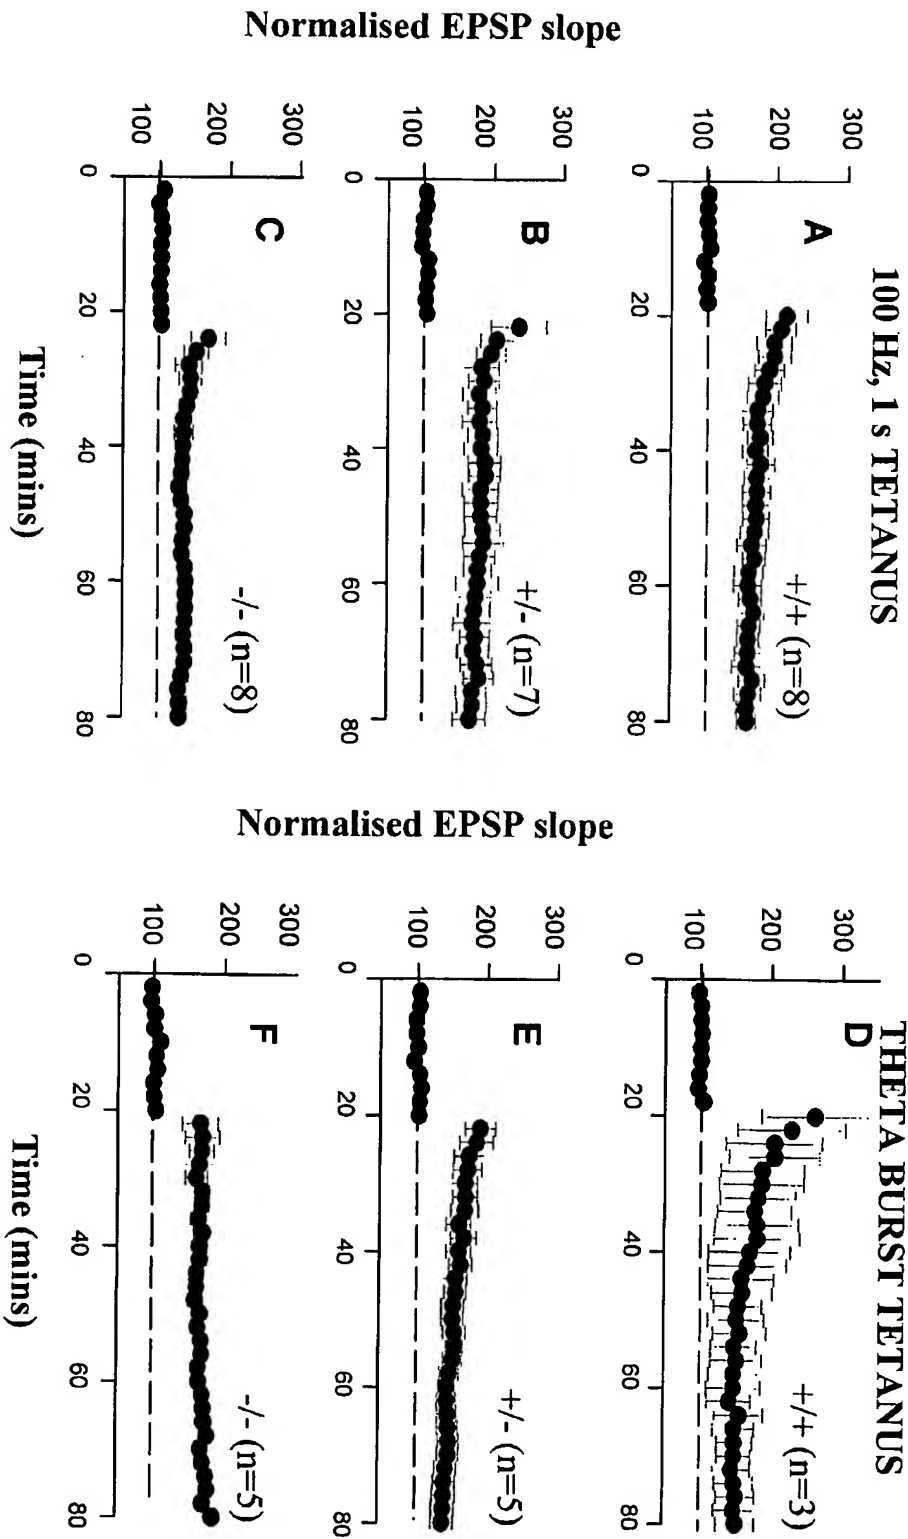 100 Hz, 1 s TETANUS
Normalised EPSP slope
300
200
100
0
20
40
60
80
A
+/+ (n=8)
300
200
100
0
20
40
60
80
B
+/- (n=7)
300
200
100
0
20
40
60
80
C
-/- (n=8)
Time (mins)
THETA BURST TETANUS
Normalised EPSP slope
300
200
100
0
20
40
60
80
D
+/+ (n=3)
300
200
100
0
20
40
60
80
E
+/- (n=5)
300
200
100
0
20
40
60
80
F
-/- (n=5)
Time (mins)